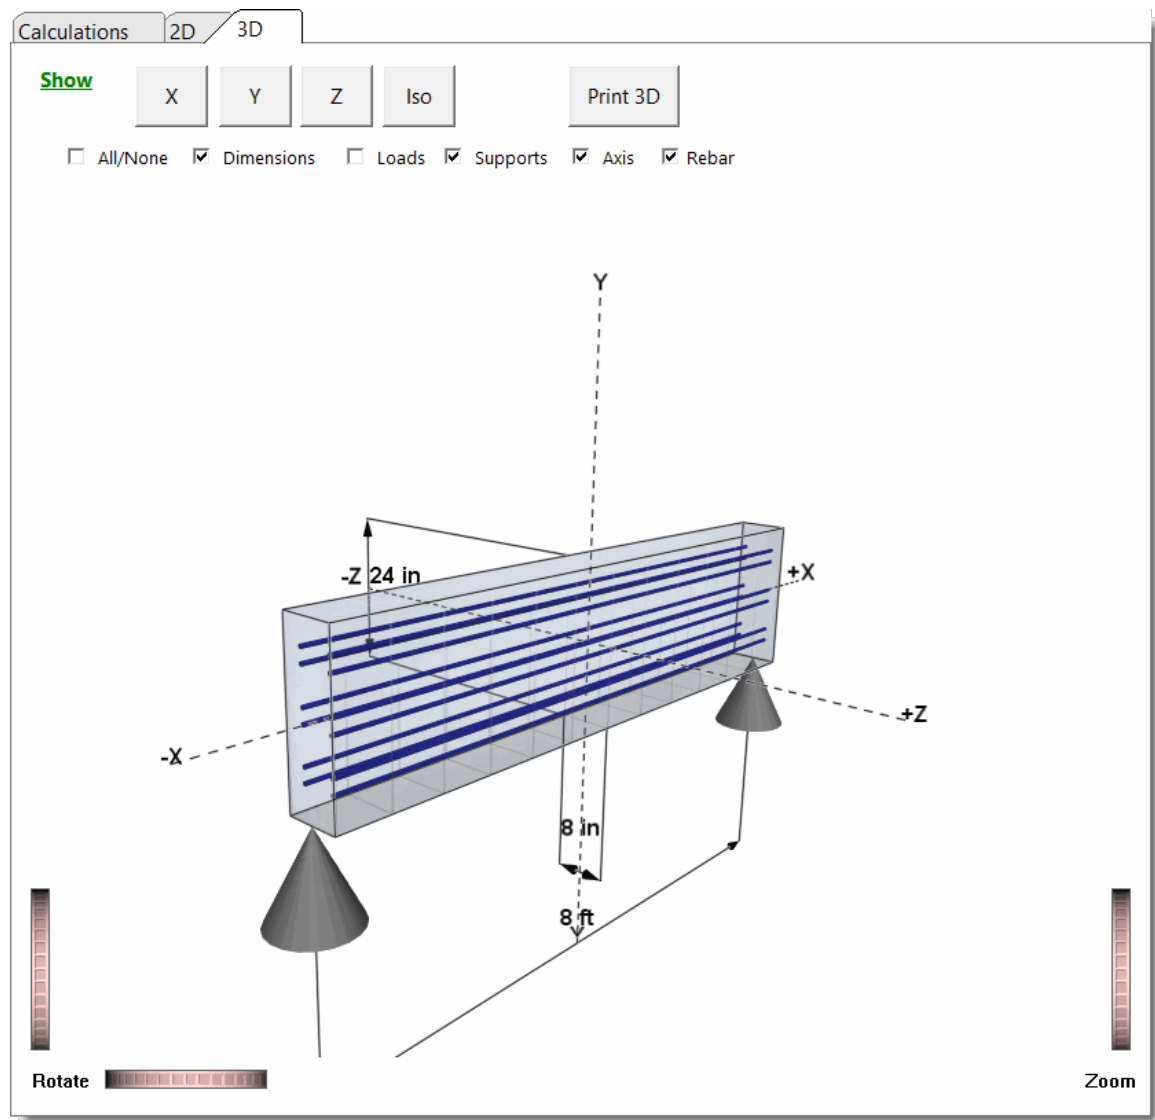 Calculations 2D 3D
Show X Y Z Iso Print 3D
All/None Dimensions Loads Supports Axis Rebar
Y
-Z 24 in
+X
+Z
-X
8 in
8 ft
Rotate Zoom